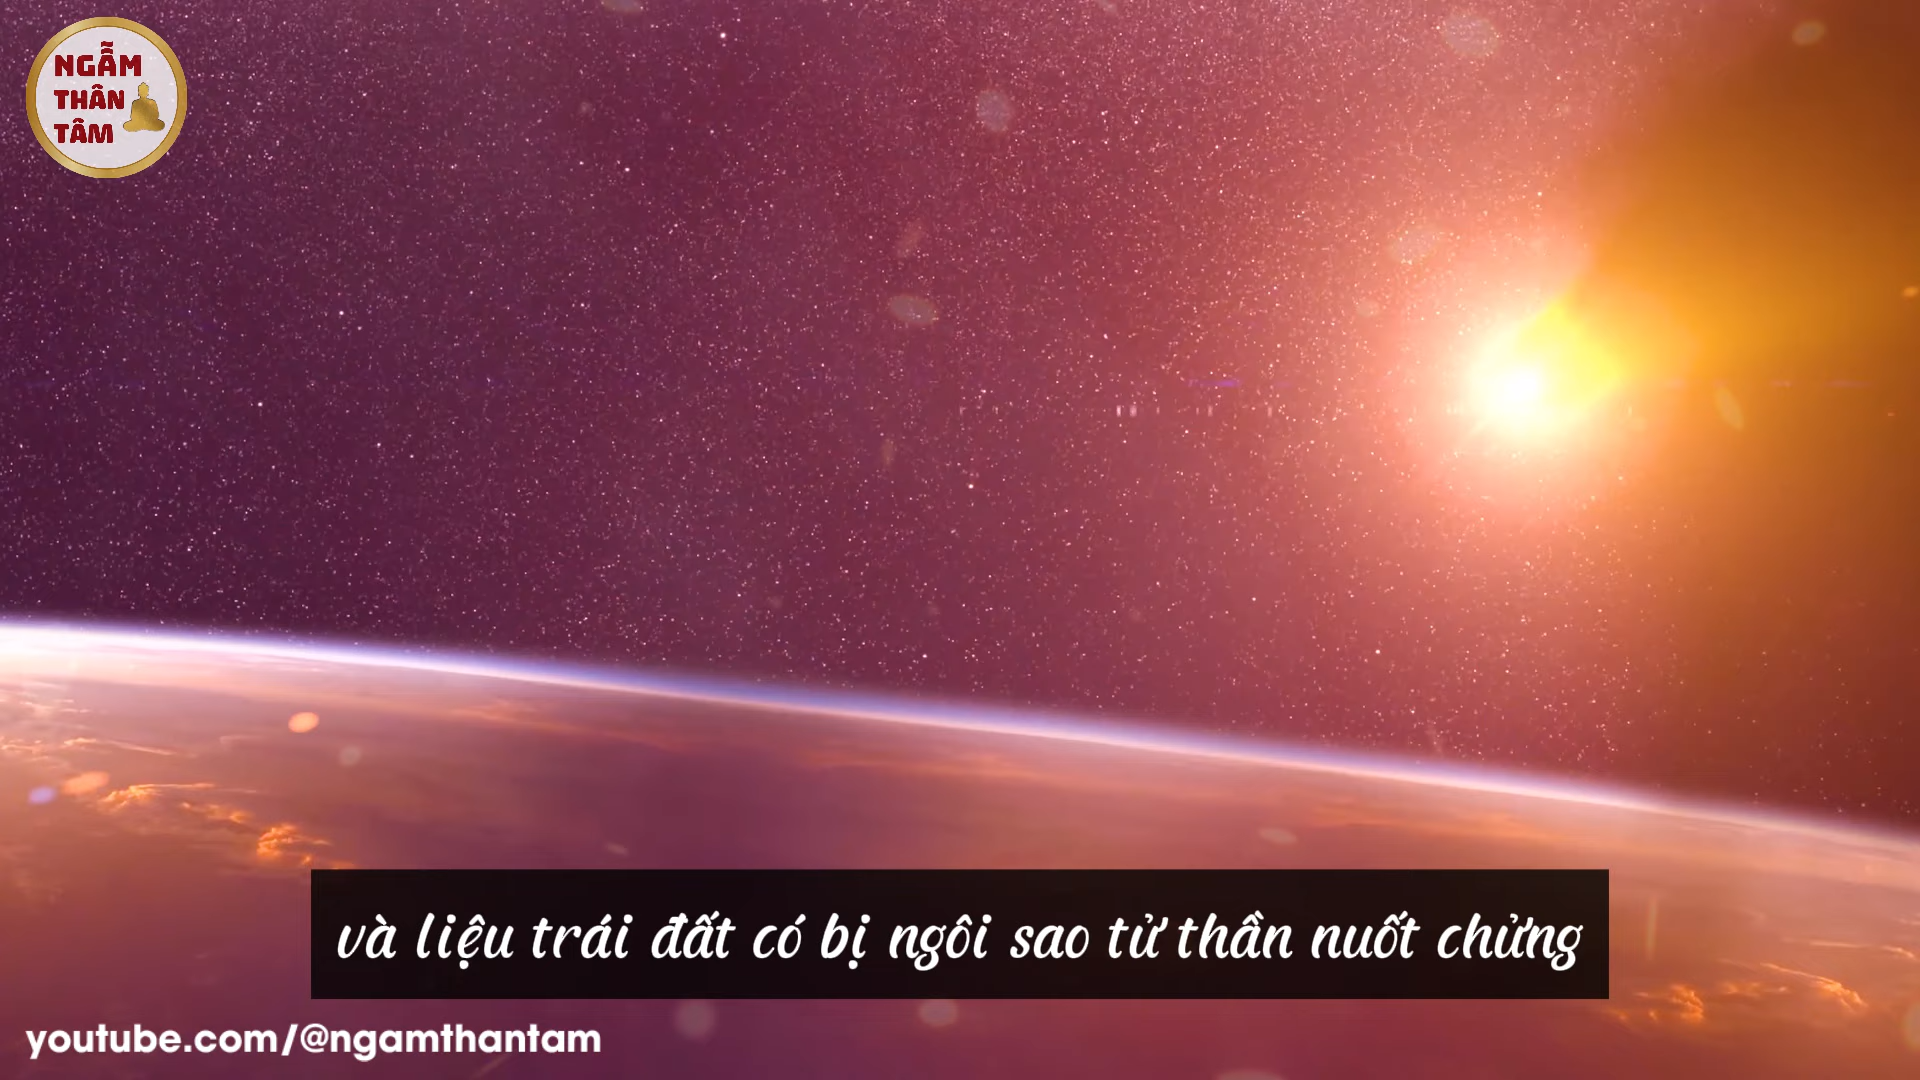 NGẪM
THÂN
TÂM
và liệu trái đất có bị ngôi sao tử thần nuốt chửng
youtube.com/@ngamthantam